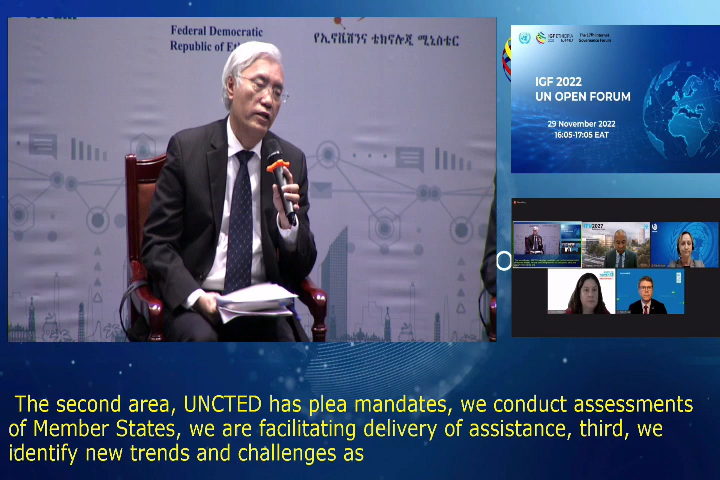 Federal Democratic
Republic of Et
የኢኖቬሽንና ቴክኖሎጂ ሚኒስቴር
IGF 2022
UN OPEN FORUM
29 November 2022
16:05-17:05 EAT
The second area, UNCTED has plea mandates, we conduct assessments
of Member States, we are facilitating delivery of assistance, third, we
identify new trends and challenges as